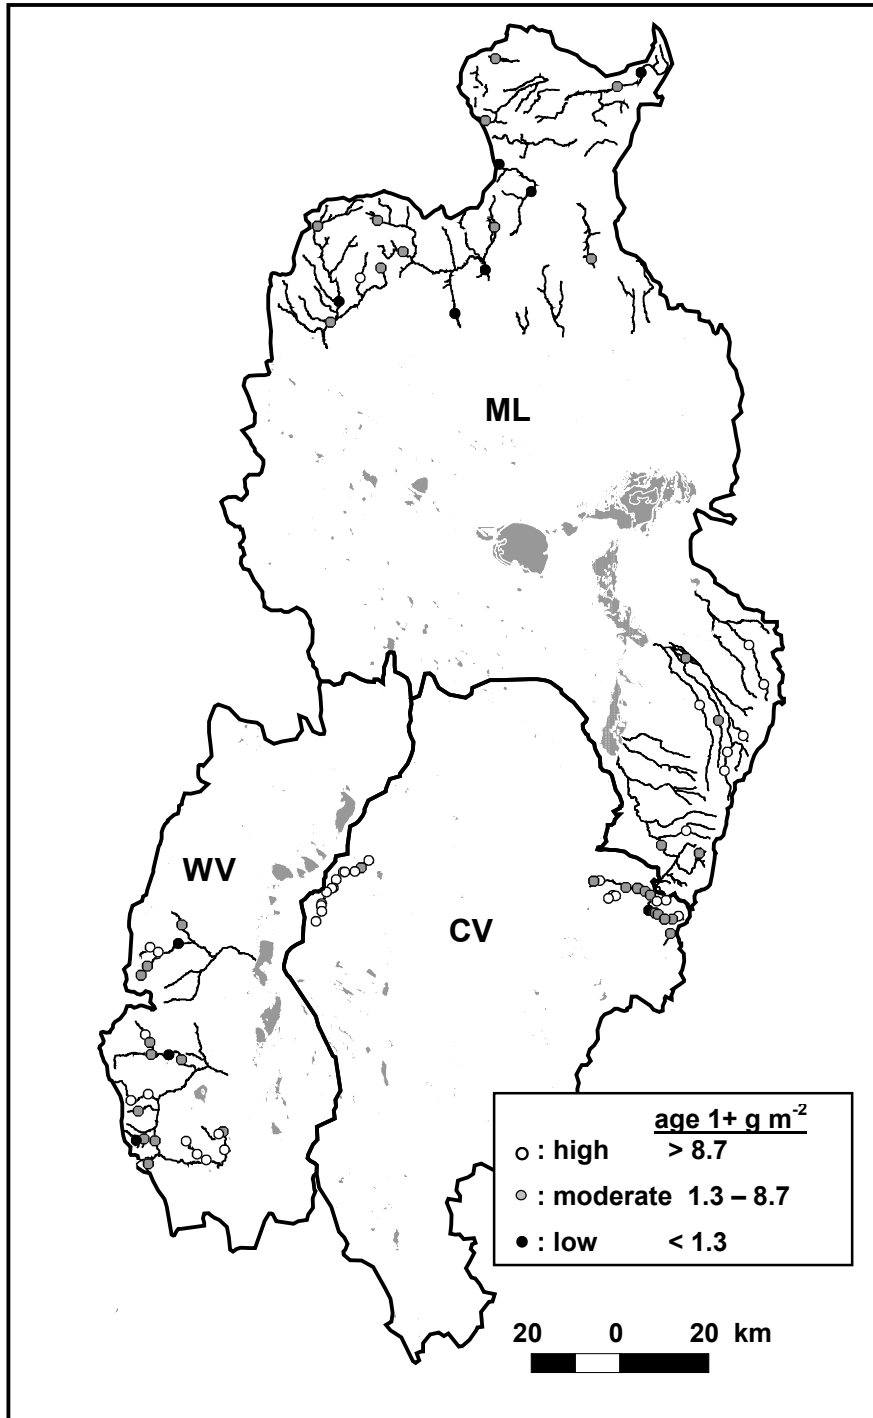 ML
WV
CV
age 1+ g m⁻²
: high > 8.7
: moderate 1.3 – 8.7
: low < 1.3
20 0 20 km